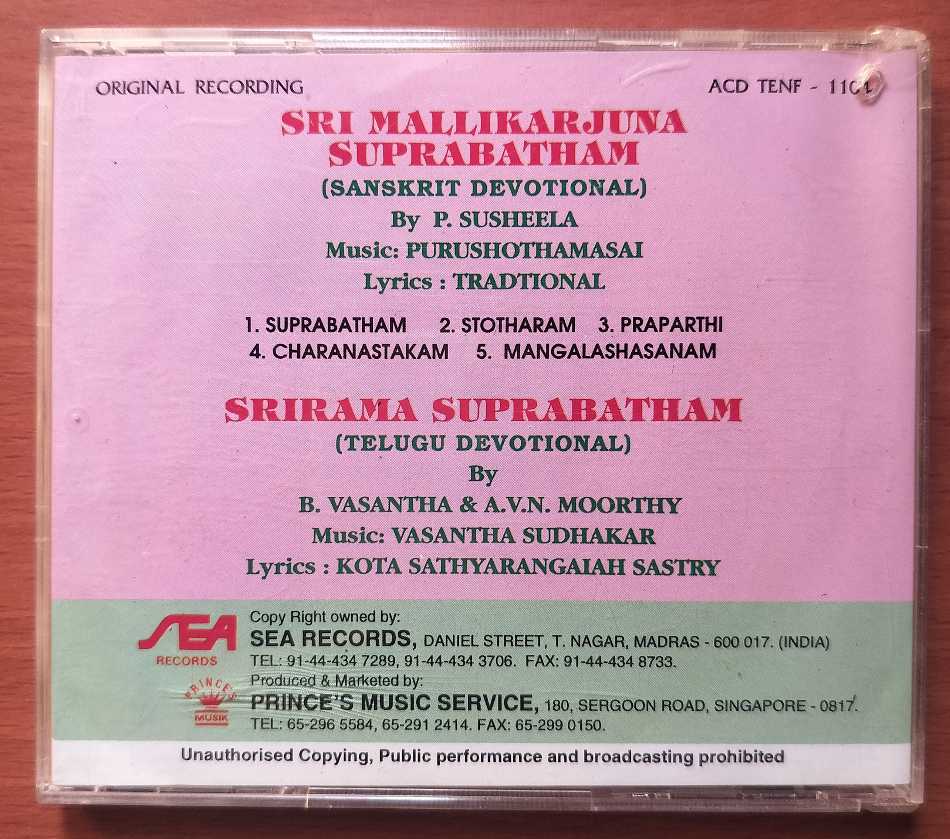 ORIGINAL RECORDING
ACD TENF - 1104
SRI MALLIKARJUNA
SUPRABATHAM
(SANSKRIT DEVOTIONAL)
By P. SUSHEELA
Music: PURUSHOTHAMASAI
Lyrics : TRADTIONAL
1. SUPRABATHAM 2. STOTHARAM 3. PRAPARTHI
4. CHARANASTAKAM 5. MANGALASHASANAM
SRIRAMA SUPRABATHAM
(TELUGU DEVOTIONAL)
By
B. VASANTHA & A.V.N. MOORTHY
Music: VASANTHA SUDHAKAR
Lyrics : KOTA SATHYARANGAIAH SASTRY
SEA
RECORDS
Copy Right owned by:
SEA RECORDS, DANIEL STREET, T. NAGAR, MADRAS - 600 017. (INDIA)
TEL: 91-44-434 7289, 91-44-434 3706. FAX: 91-44-434 8733.
PRINCE'S
MUSIK
Produced & Marketed by:
PRINCE'S MUSIC SERVICE, 180, SERGOON ROAD, SINGAPORE - 0817.
TEL: 65-296 5584, 65-291 2414. FAX: 65-299 0150.
Unauthorised Copying, Public performance and broadcasting prohibited